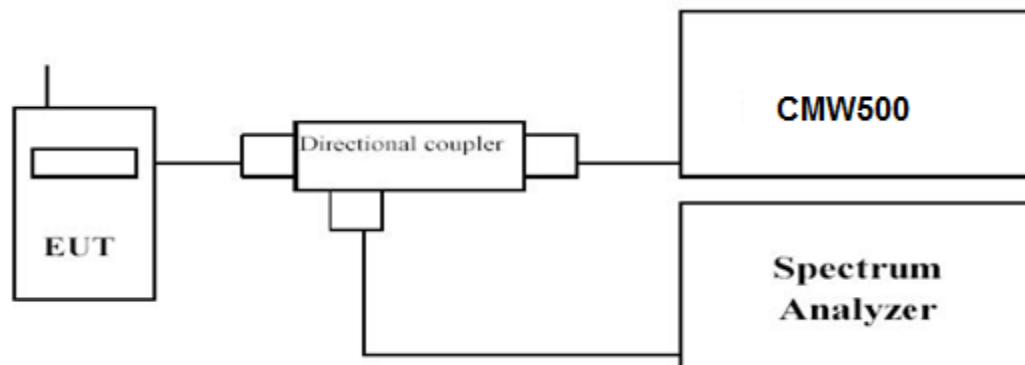 EUT
Directional coupler
CMW500
Spectrum
Analyzer